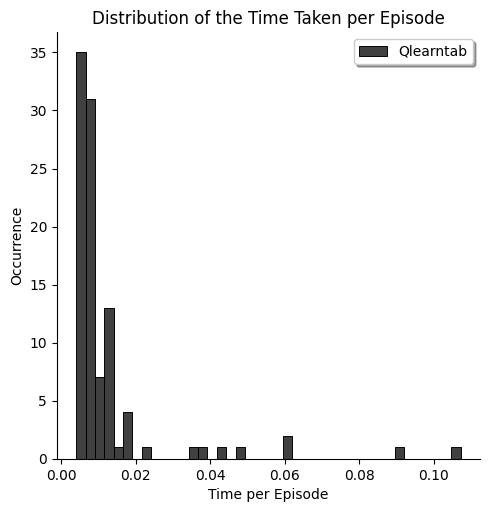 Distribution of the Time Taken per Episode
Qlearntab
35
30
25
20
15
10
5
0
Occurrence
0.00 0.02 0.04 0.06 0.08 0.10
Time per Episode